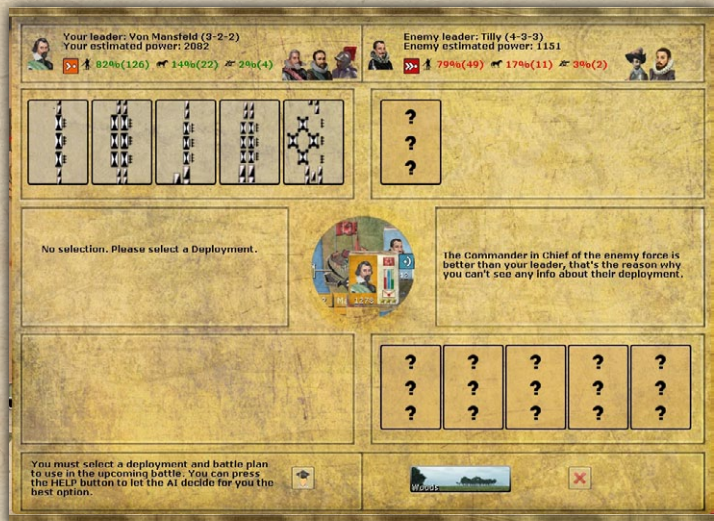 Your leader: Von Mansfeld (3-2-2)
Your estimated power: 2082
82%(126) 14%(22) 2%(4)
Enemy leader: Tilly (4-3-3)
Enemy estimated power: 1151
79%(49) 17%(11) 3%(2)
?
?
?
No selection. Please select a Deployment.
1276
The Commander in Chief of the enemy force is
better than your leader, that's the reason why
you can't see any info about their deployment.
? ? ? ? ?
? ? ? ? ?
? ? ? ? ?
You must select a deployment and battle plan
to use in the upcoming battle. You can press
the HELP button to let the AI decide for you the
best option.
Woods